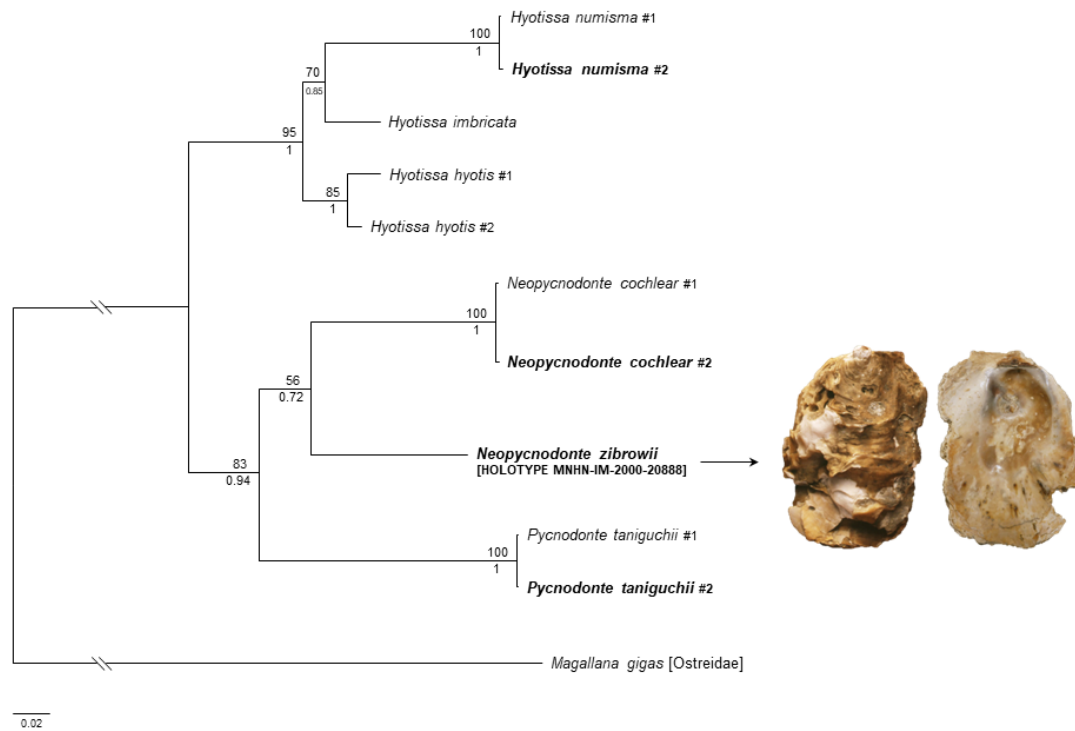 Hyotissa numisma #1
100
1
Hyotissa numisma #2
70
0.85
Hyotissa imbricata
95
1
Hyotissa hyotis #1
85
1
Hyotissa hyotis #2
Neopycnodonte cochlear #1
100
1
Neopycnodonte cochlear #2
56
0.72
Neopycnodonte zibrowii
[HOLOTYPE MNHN-IM-2000-20888]
83
0.94
Pycnodonte taniguchii #1
100
1
Pycnodonte taniguchii #2
Magallana gigas [Ostreidae]
0.02